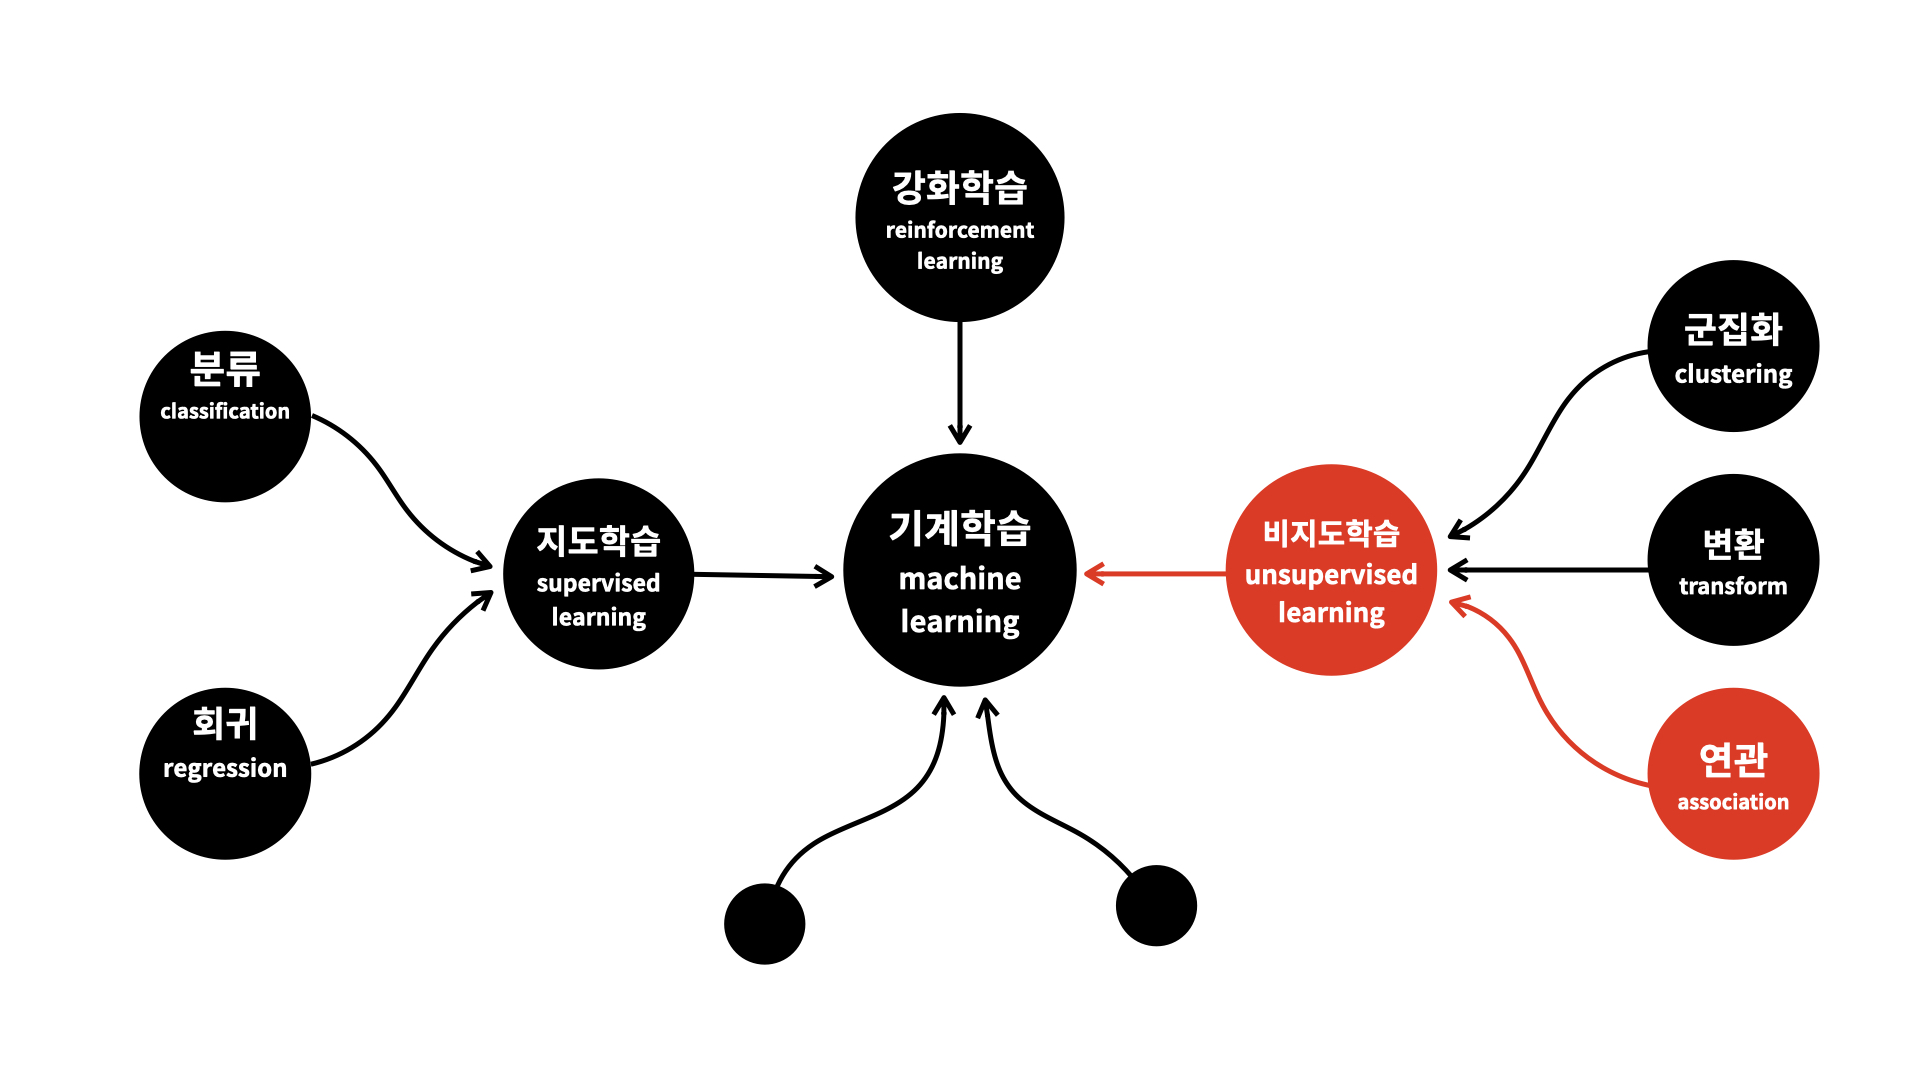 강화학습
reinforcement
learning
분류
classification
회귀
regression
지도학습
supervised
learning
기계학습
machine
learning
비지도학습
unsupervised
learning
군집화
clustering
변환
transform
연관
association